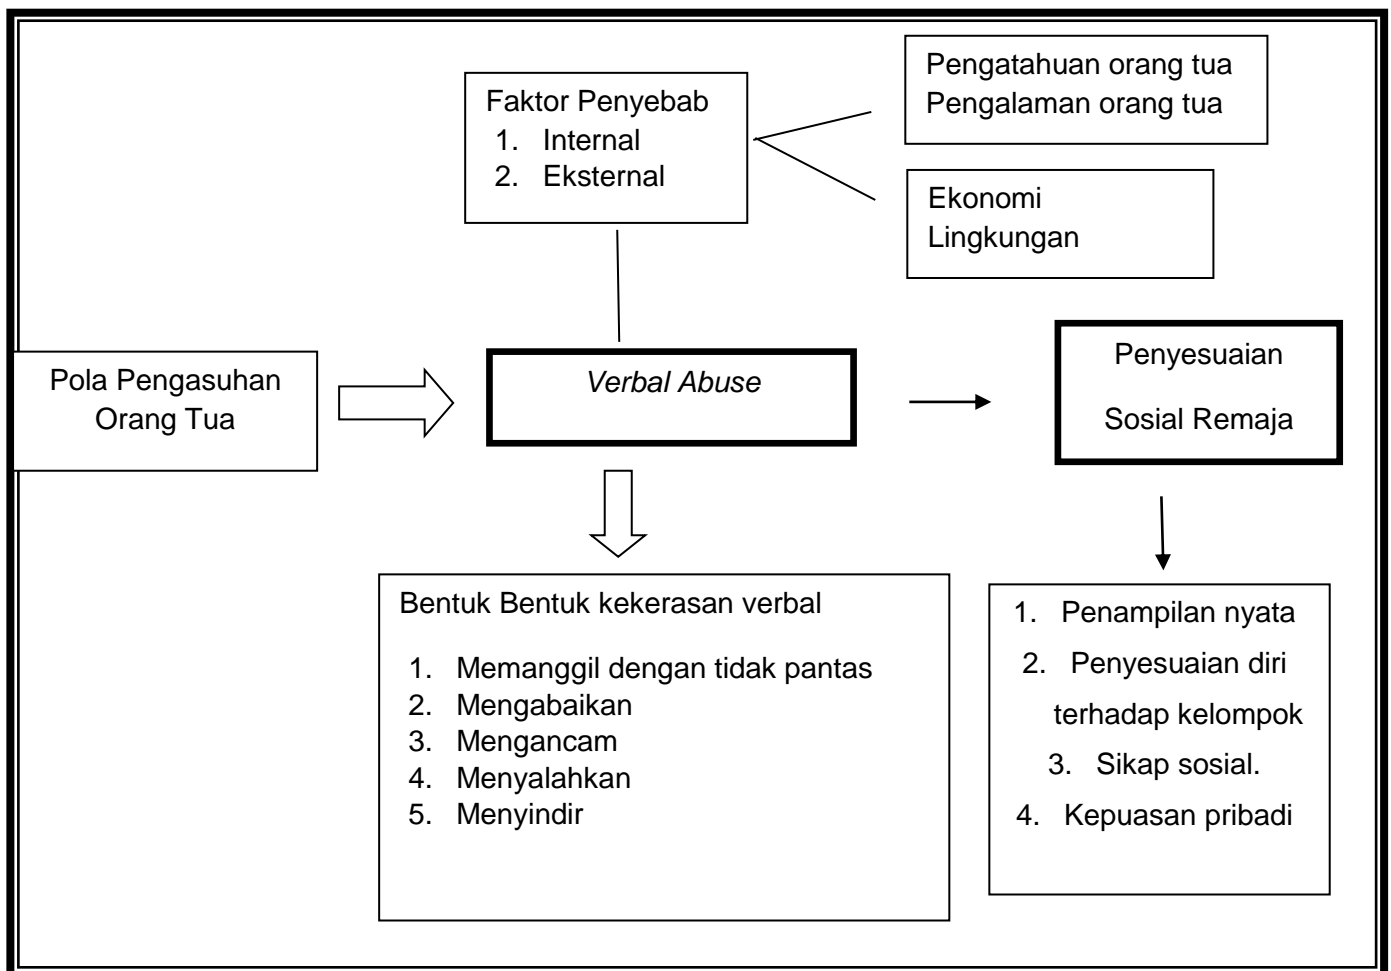 Faktor Penyebab
1. Internal
2. Eksternal
Pengatahuan orang tua
Pengalaman orang tua
Ekonomi
Lingkungan
Pola Pengasuhan
Orang Tua
Verbal Abuse
Penyesuaian
Sosial Remaja
Bentuk Bentuk kekerasan verbal
1. Memanggil dengan tidak pantas
2. Mengabaikan
3. Mengancam
4. Menyalahkan
5. Menyindir
1. Penampilan nyata
2. Penyesuaian diri
terhadap kelompok
3. Sikap sosial.
4. Kepuasan pribadi